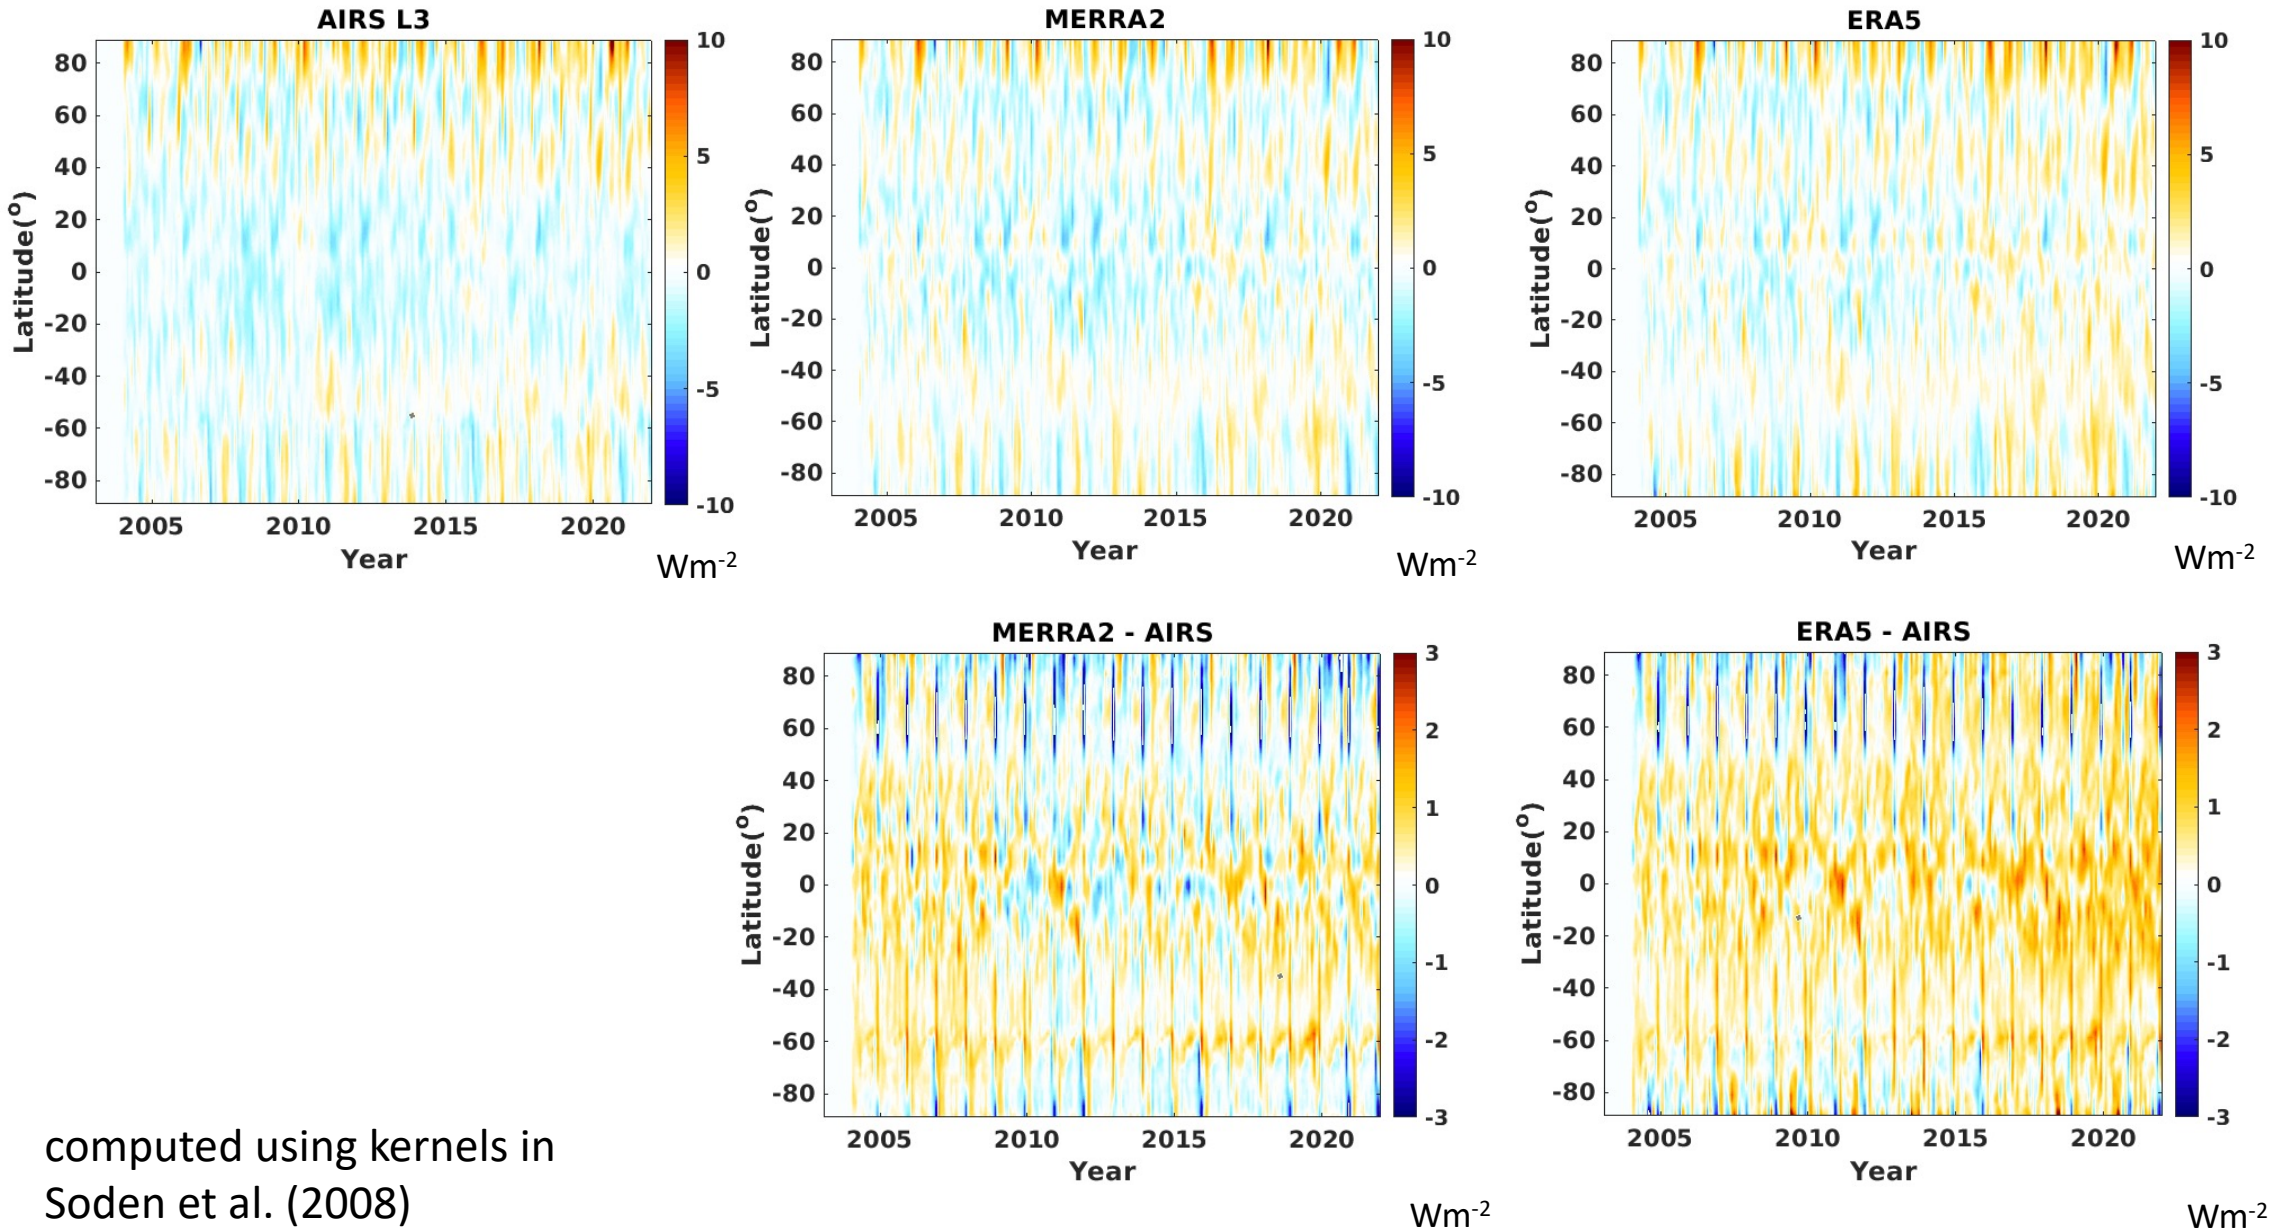 AIRS L3
MERRA2
ERA5
80
60
40
20
0
-20
-40
-60
-80
Latitude(º)
2005 2010 2015 2020
Year
10
5
0
-5
-10
Wm-2
80
60
40
20
0
-20
-40
-60
-80
Latitude(º)
2005 2010 2015 2020
Year
10
5
0
-5
-10
Wm-2
80
60
40
20
0
-20
-40
-60
-80
Latitude(º)
2005 2010 2015 2020
Year
10
5
0
-5
-10
Wm-2
MERRA2 - AIRS
80
60
40
20
0
-20
-40
-60
-80
Latitude(º)
2005 2010 2015 2020
Year
3
2
1
0
-1
-2
-3
Wm-2
ERA5 - AIRS
80
60
40
20
0
-20
-40
-60
-80
Latitude(º)
2005 2010 2015 2020
Year
3
2
1
0
-1
-2
-3
Wm-2
computed using kernels in
Soden et al. (2008)